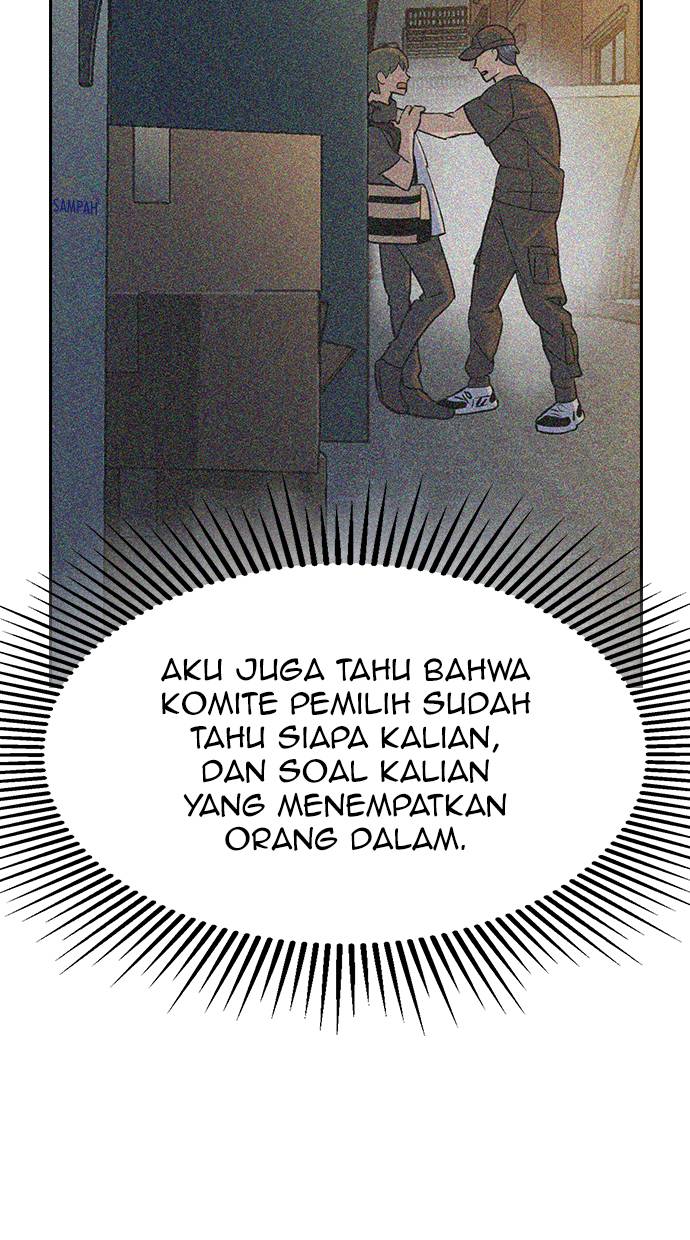 SAMPAH
AKU JUGA TAHU BAHWA
KOMITE PEMILIH SUDAH
TAHU SIAPA KALIAN,
DAN SOAL KALIAN
YANG MENEMPATKAN
ORANG DALAM.